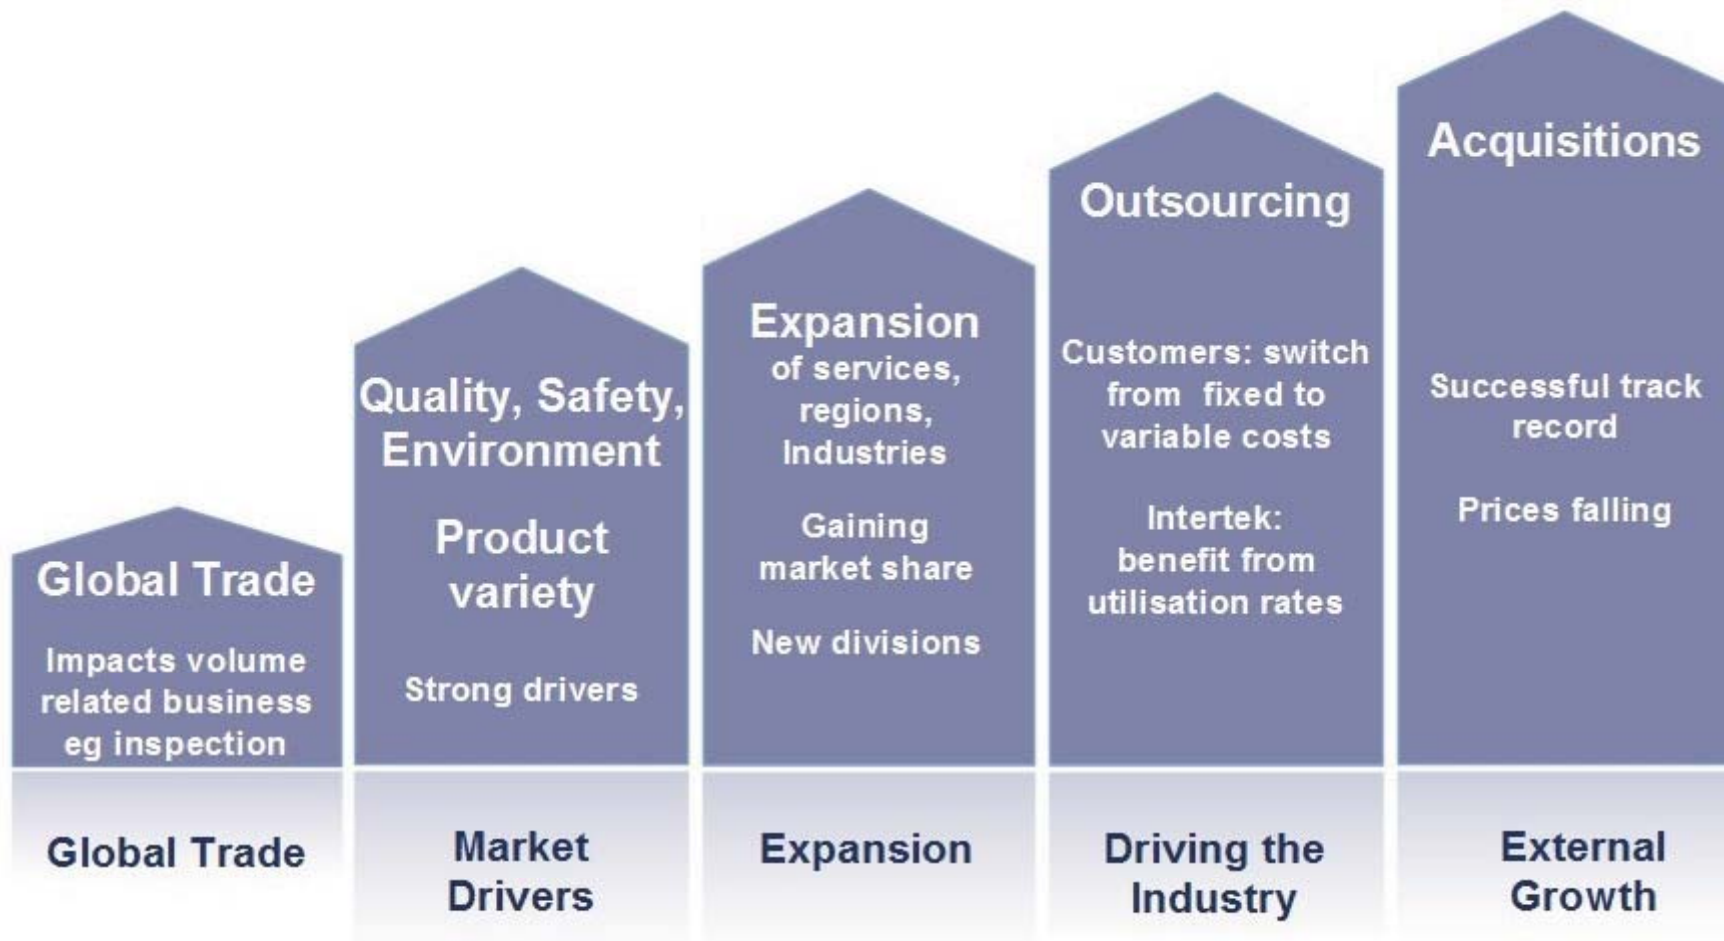 Global Trade
Impacts volume
related business
eg inspection
Global Trade
Quality, Safety,
Environment
Product
variety
Strong drivers
Market
Drivers
Expansion
of services,
regions,
Industries
Gaining
market share
New divisions
Expansion
Outsourcing
Customers: switch
from fixed to
variable costs
Intertek:
benefit from
utilisation rates
Driving the
Industry
Acquisitions
Successful track
record
Prices falling
External
Growth